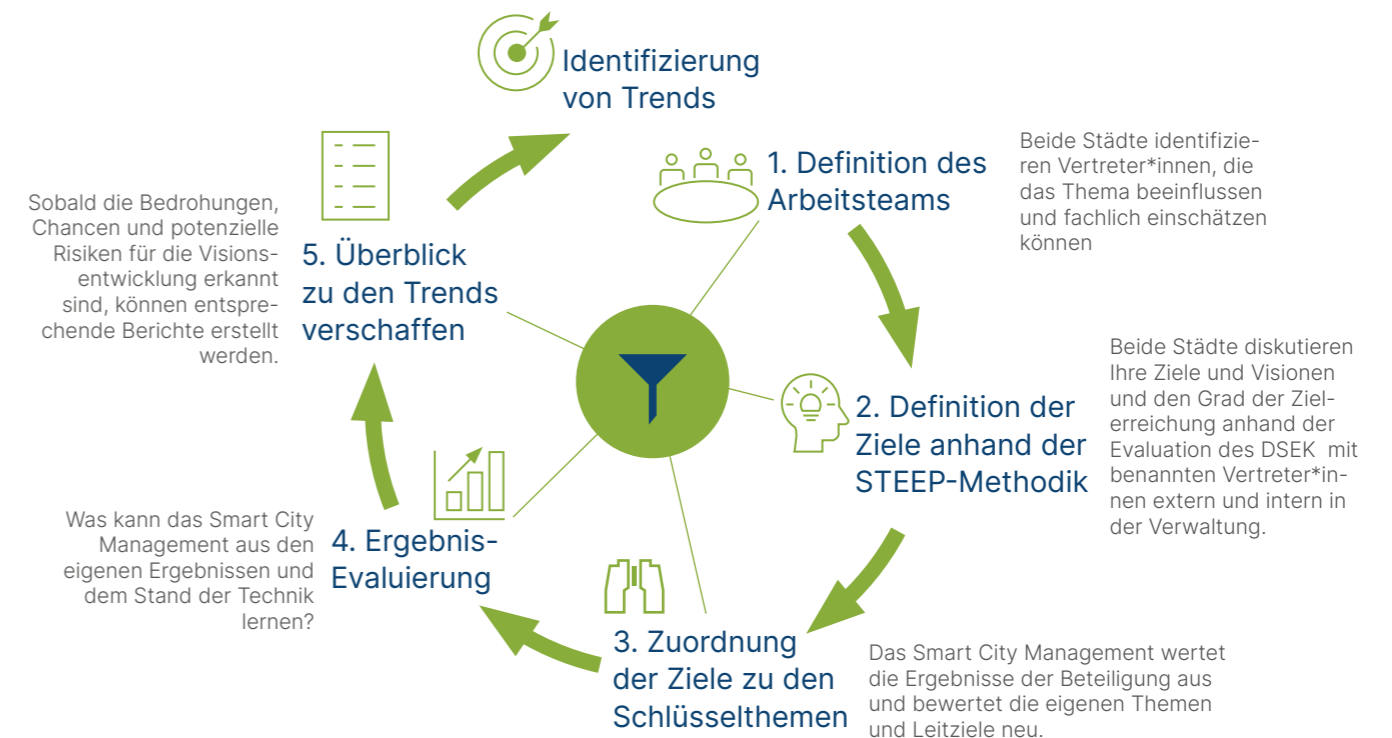 Identifizierung
von Trends
1. Definition des
Arbeitsteams
Beide Städte identifizie-
ren Vertreter*innen, die
das Thema beeinflussen
und fachlich einschätzen
können
2. Definition der
Ziele anhand der
STEEP-Methodik
Beide Städte diskutieren
Ihre Ziele und Visionen
und den Grad der Ziel-
erreichung anhand der
Evaluation des DSEK mit
benannten Vertreter*in-
nen extern und intern in
der Verwaltung.
3. Zuordnung
der Ziele zu den
Schlüsselthemen
Das Smart City Management wertet
die Ergebnisse der Beteiligung aus
und bewertet die eigenen Themen
und Leitziele neu.
4. Ergebnis-
Evaluierung
Was kann das Smart City
Management aus den
eigenen Ergebnissen und
dem Stand der Technik
lernen?
5. Überblick
zu den Trends
verschaffen
Sobald die Bedrohungen,
Chancen und potenzielle
Risiken für die Visions-
entwicklung erkannt
sind, können entspre-
chende Berichte erstellt
werden.